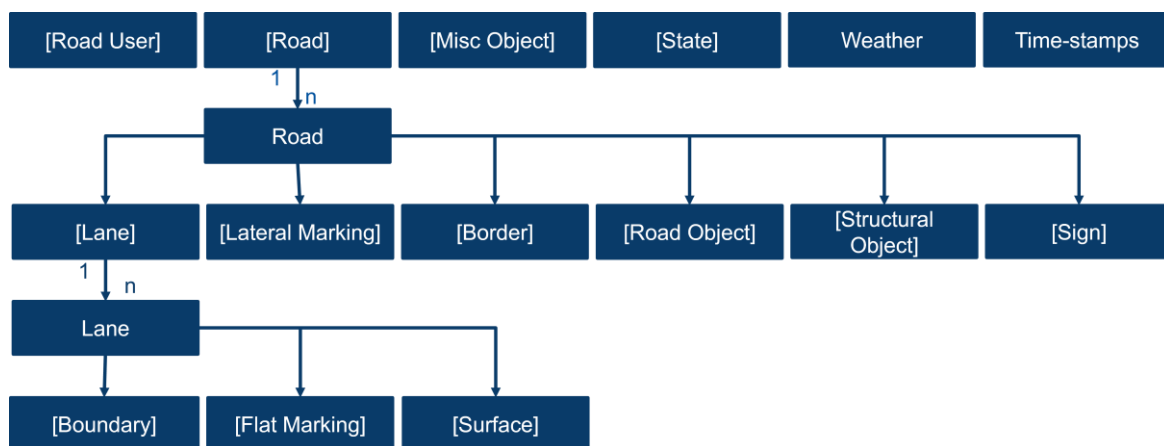 [Road User]
[Road]
[Misc Object]
[State]
Weather
Time-stamps
1
n
Road
[Lane]
[Lateral Marking]
[Border]
[Road Object]
[Structural
Object]
[Sign]
1
n
Lane
[Boundary]
[Flat Marking]
[Surface]